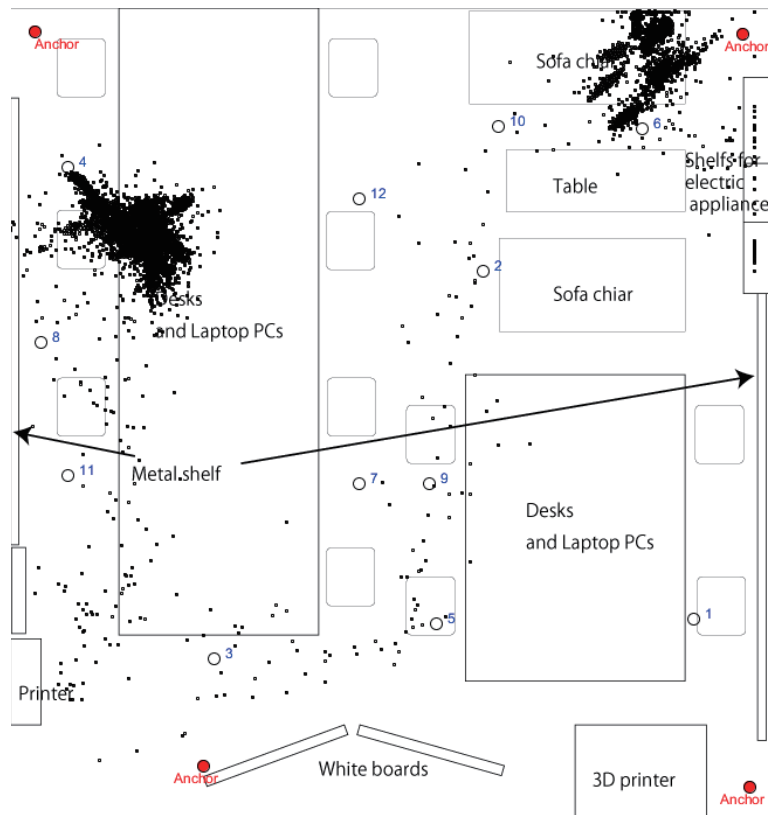 Anchor
Anchor
Sofa chiar
10
6
4
Shelfs for
electric
appliance
Table
12
2
Desks
and Laptop PCs
Sofa chiar
8
11
Metal shelf
7
9
Desks
and Laptop PCs
5
1
3
Printer
White boards
Anchor
3D printer
Anchor